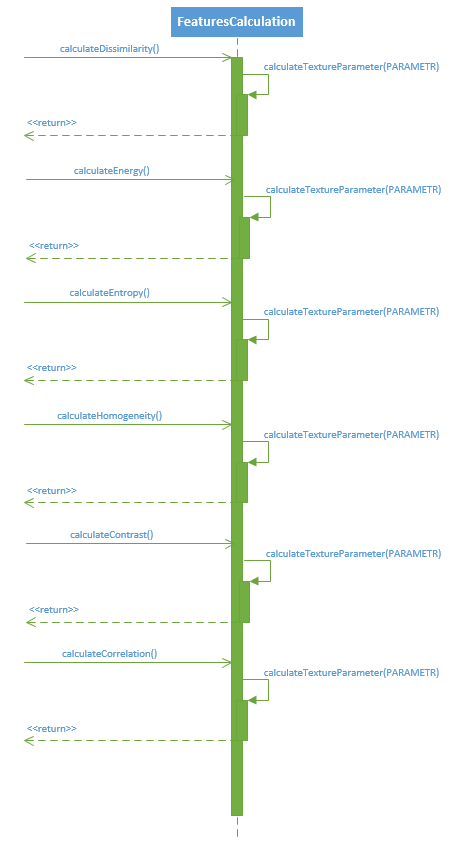 FeaturesCalculation
calculateDissimilarity()
calculateTextureParameter(PARAMETR)
<<return>>
calculateEnergy()
calculateTextureParameter(PARAMETR)
<<return>>
calculateEntropy()
calculateTextureParameter(PARAMETR)
<<return>>
calculateHomogeneity()
calculateTextureParameter(PARAMETR)
<<return>>
calculateContrast()
calculateTextureParameter(PARAMETR)
<<return>>
calculateCorrelation()
calculateTextureParameter(PARAMETR)
<<return>>